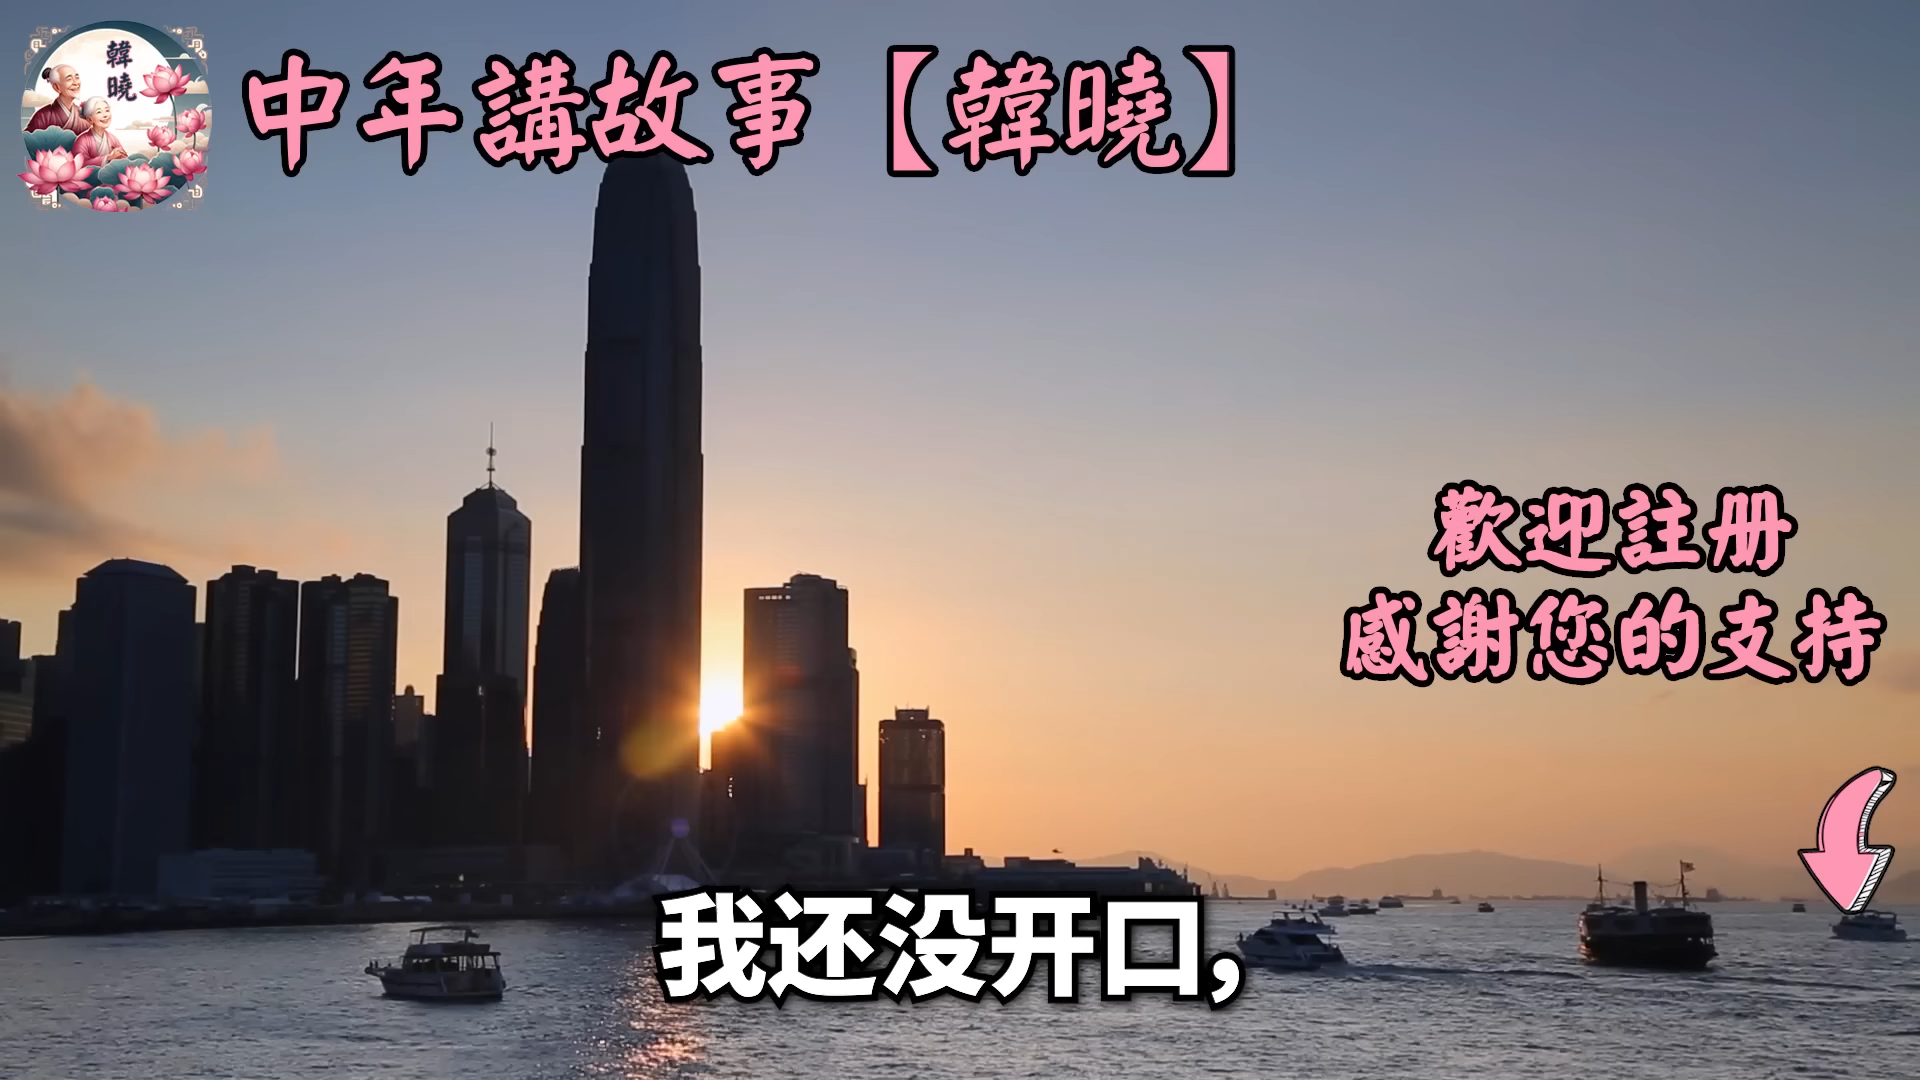 韓曉
中年講故事【韓曉】
歡迎註册
感謝您的支持
我还没开口,